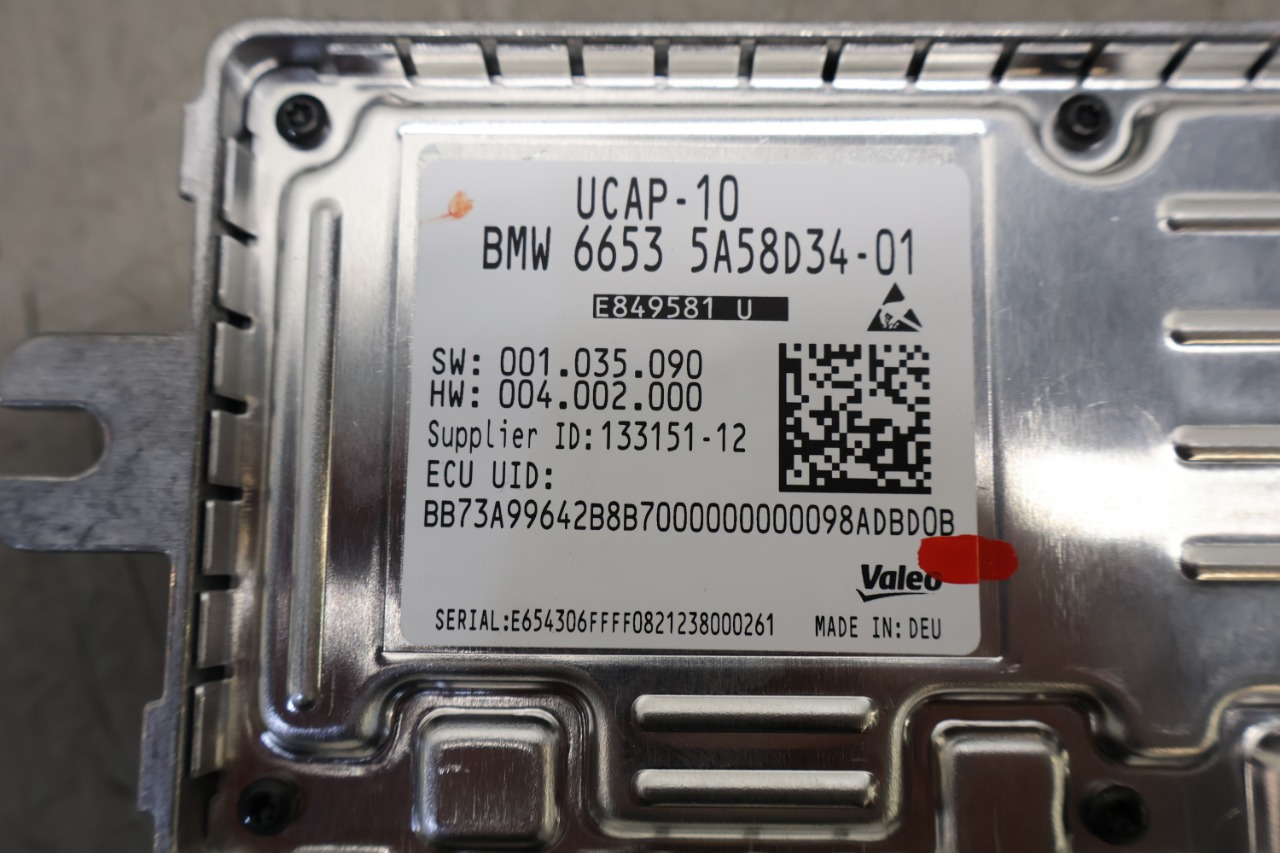 UCAP-10
BMW 6653 5A58D34-01
E849581 U
SW: 001.035.090
HW: 004.002.000
Supplier ID:133151-12
ECU UID:
BB73A99642B8B7000000000098ADBD0B
Valeo
SERIAL:E654306FFFF0821238000261 MADE IN: DEU